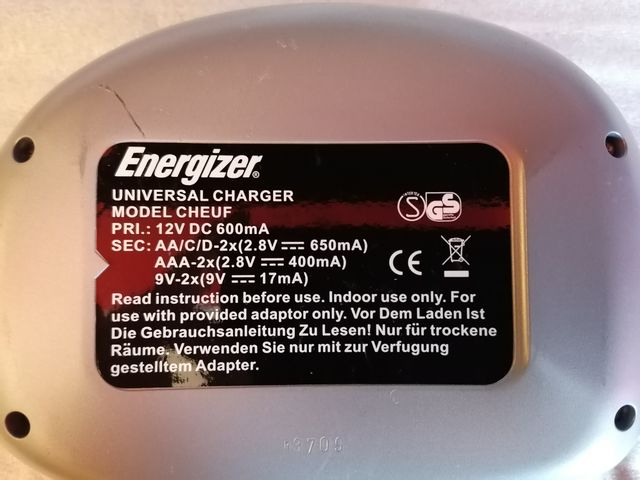 Energizer®
UNIVERSAL CHARGER
MODEL CHEUF
PRI.: 12V DC 600mA
SEC: AA/C/D-2x(2.8V ⎓ 650mA)
AAA-2x(2.8V ⎓ 400mA)
9V-2x(9V ⎓ 17mA)
S GS
CE
Read instruction before use. Indoor use only. For
use with provided adaptor only. Vor Dem Laden Ist
Die Gebrauchsanleitung Zu Lesen! Nur für trockene
Räume. Verwenden Sie nur mit zur Verfugung
gestelltem Adapter.
3709